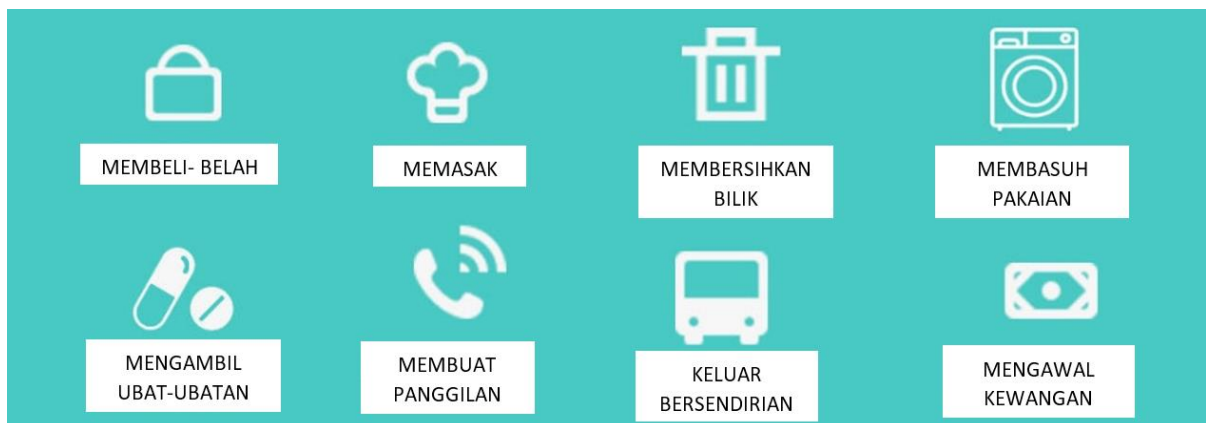 MEMBELI- BELAH
MEMASAK
MEMBERSIHKAN
BILIK
MEMBASUH
PAKAIAN
MENGAMBIL
UBAT-UBATAN
MEMBUAT
PANGGILAN
KELUAR
BERSENDIRIAN
MENGAWAL
KEWANGAN